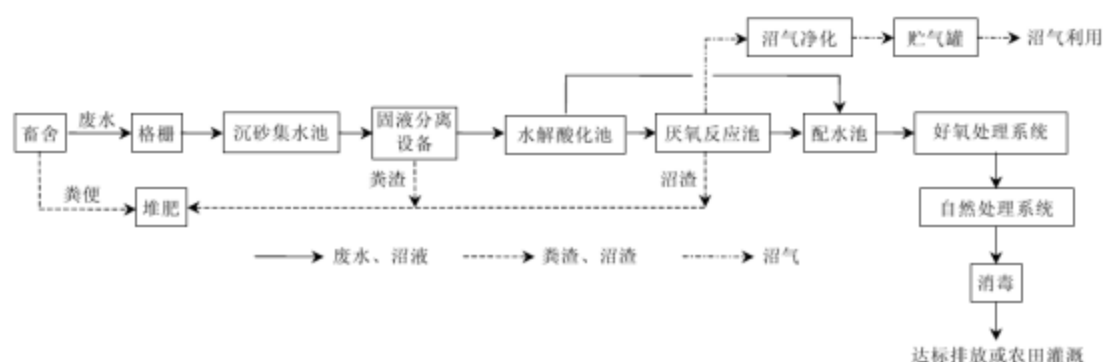 沼气净化
贮气罐
沼气利用
畜舍
废水
格栅
沉砂集水池
固液分离
设备
水解酸化池
厌氧反应池
配水池
好氧处理系统
粪便
堆肥
粪渣
沼渣
自然处理系统
废水、沼液
粪渣、沼渣
沼气
消毒
达标排放或农田灌溉